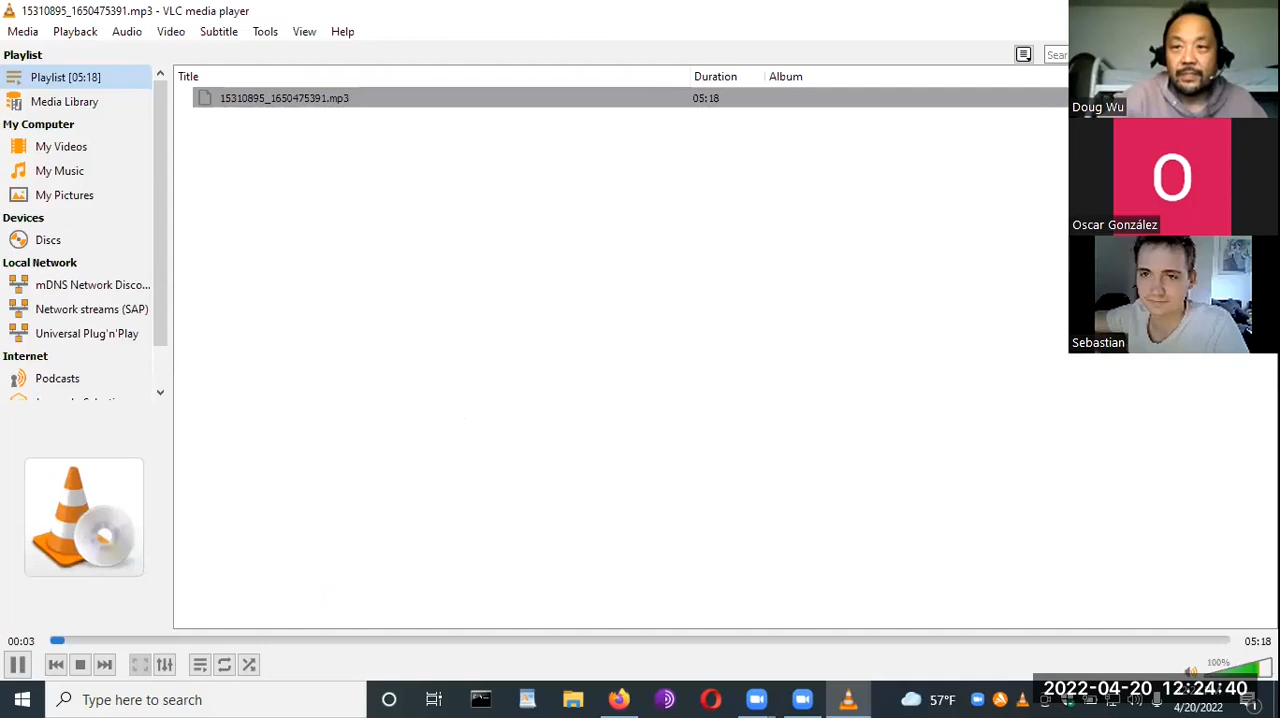 15310895_1650475391.mp3 - VLC media player
Media Playback Audio Video Subtitle Tools View Help
Playlist
Playlist [05:18]
Media Library
My Computer
My Videos
My Music
My Pictures
Devices
Discs
Local Network
mDNS Network Disco...
Network streams (SAP)
Universal Plug'n'Play
Internet
Podcasts
Title Duration Album
15310895_1650475391.mp3 05:18
Sear
Doug Wu
O
Oscar González
Sebastian
00:03 05:18
100%
Type here to search
57°F
2022-04-20 12:24:40
4/20/2022
1